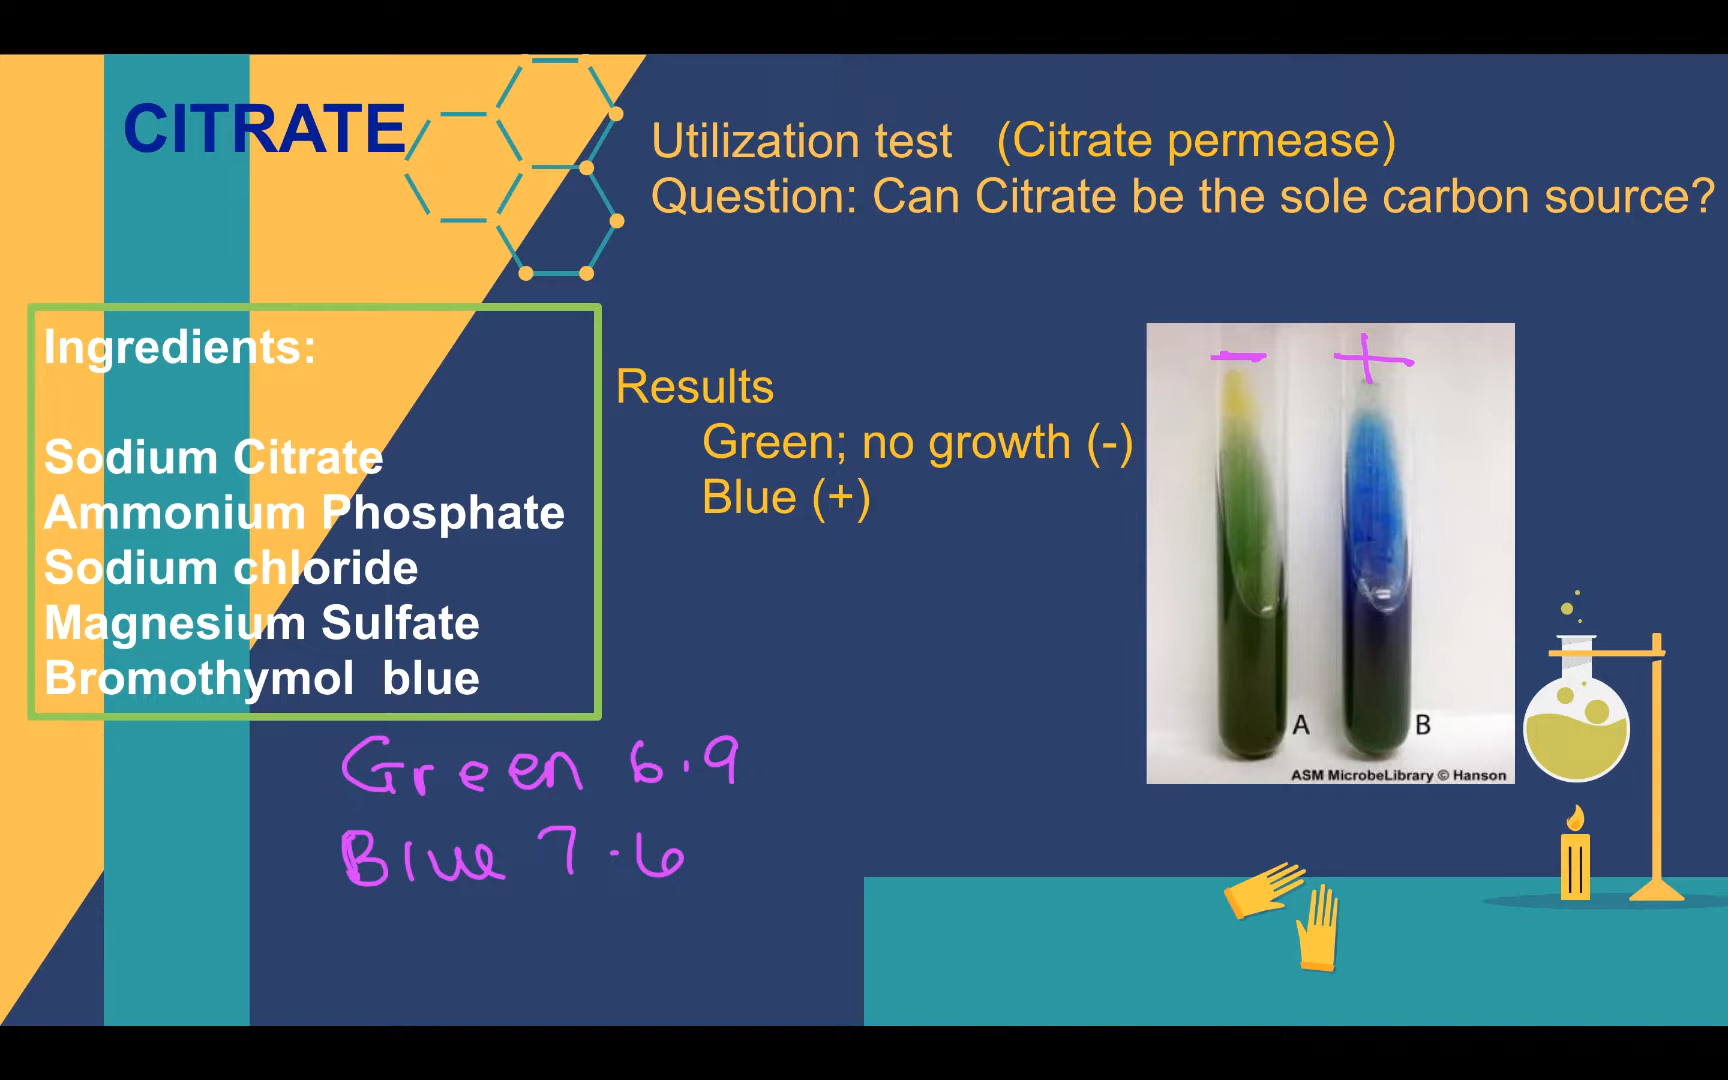 CITRATE
Utilization test (Citrate permease)
Question: Can Citrate be the sole carbon source?
Ingredients:
Sodium Citrate
Ammonium Phosphate
Sodium chloride
Magnesium Sulfate
Bromothymol blue
Results
Green; no growth (-)
Blue (+)
- +
A B
ASM MicrobeLibrary © Hanson
Green 6.9
Blue 7.6